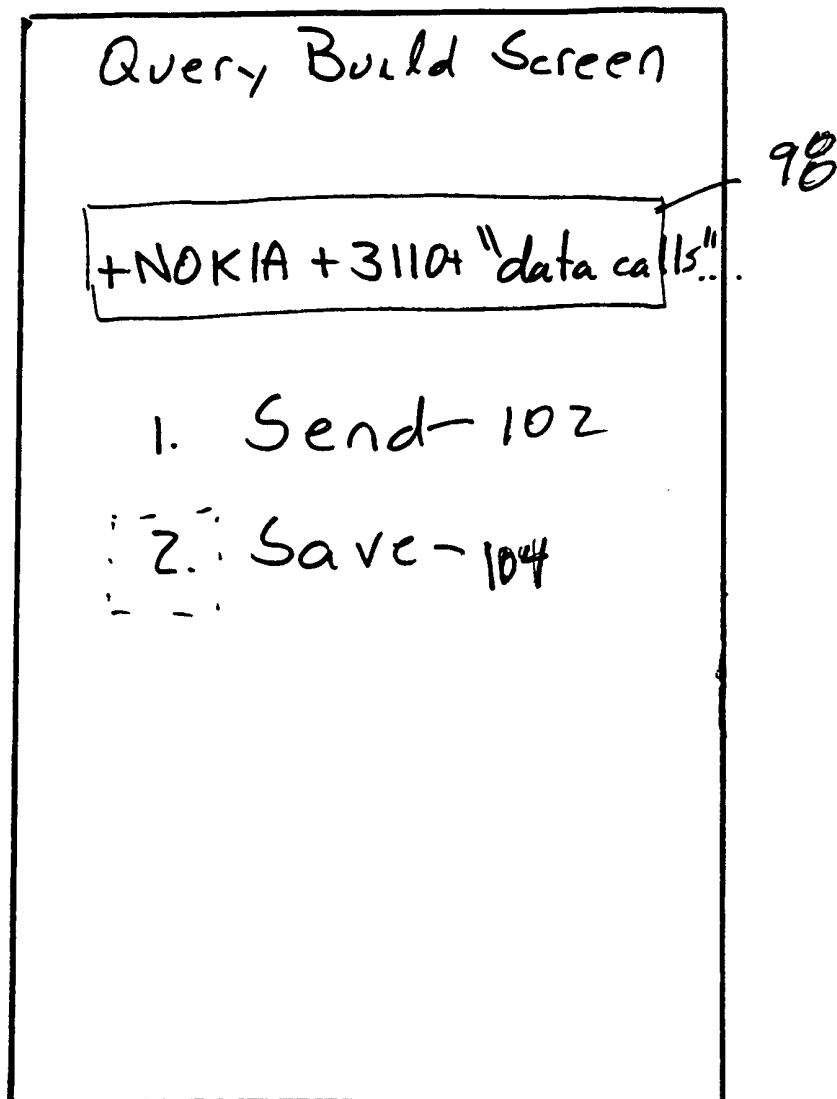 Query Build Screen
98
+NOKIA +3110+ "data calls"...
1. Send-102
2. Save-104